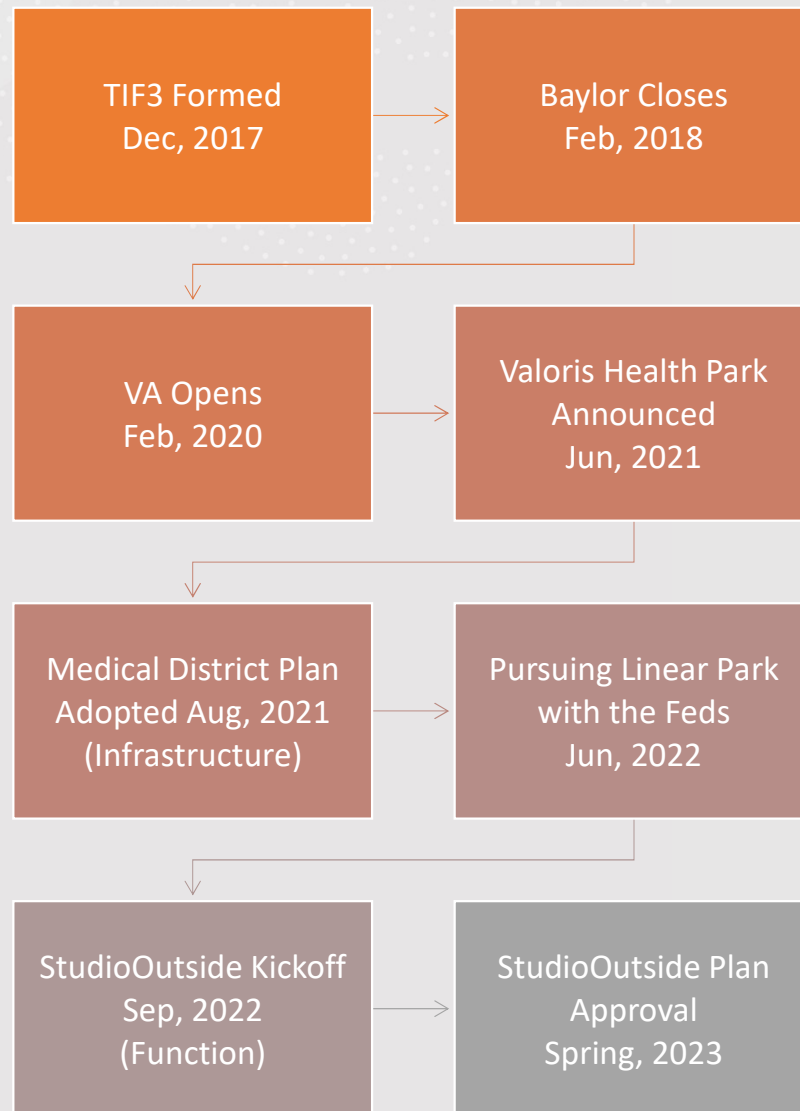 TIF3 Formed
Dec, 2017
Baylor Closes
Feb, 2018
VA Opens
Feb, 2020
Valoris Health Park
Announced
Jun, 2021
Medical District Plan
Adopted Aug, 2021
(Infrastructure)
Pursuing Linear Park
with the Feds
Jun, 2022
StudioOutside Kickoff
Sep, 2022
(Function)
StudioOutside Plan
Approval
Spring, 2023